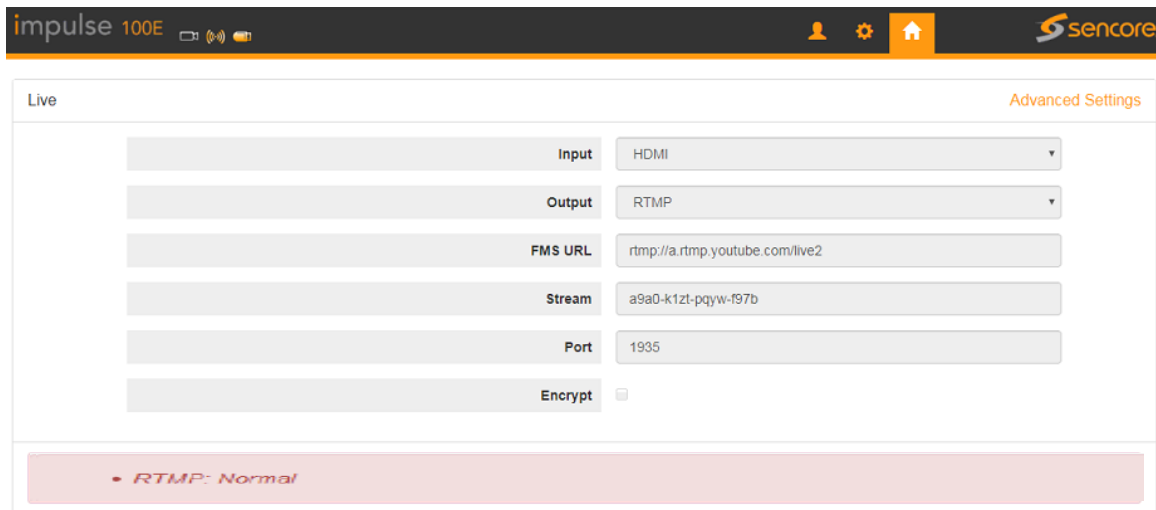 impulse 100E
sencore
Live Advanced Settings
Input HDMI
Output RTMP
FMS URL rtmp://a.rtmp.youtube.com/live2
Stream a9a0-k1zt-pqyw-f97b
Port 1935
Encrypt
• RTMP: Normal